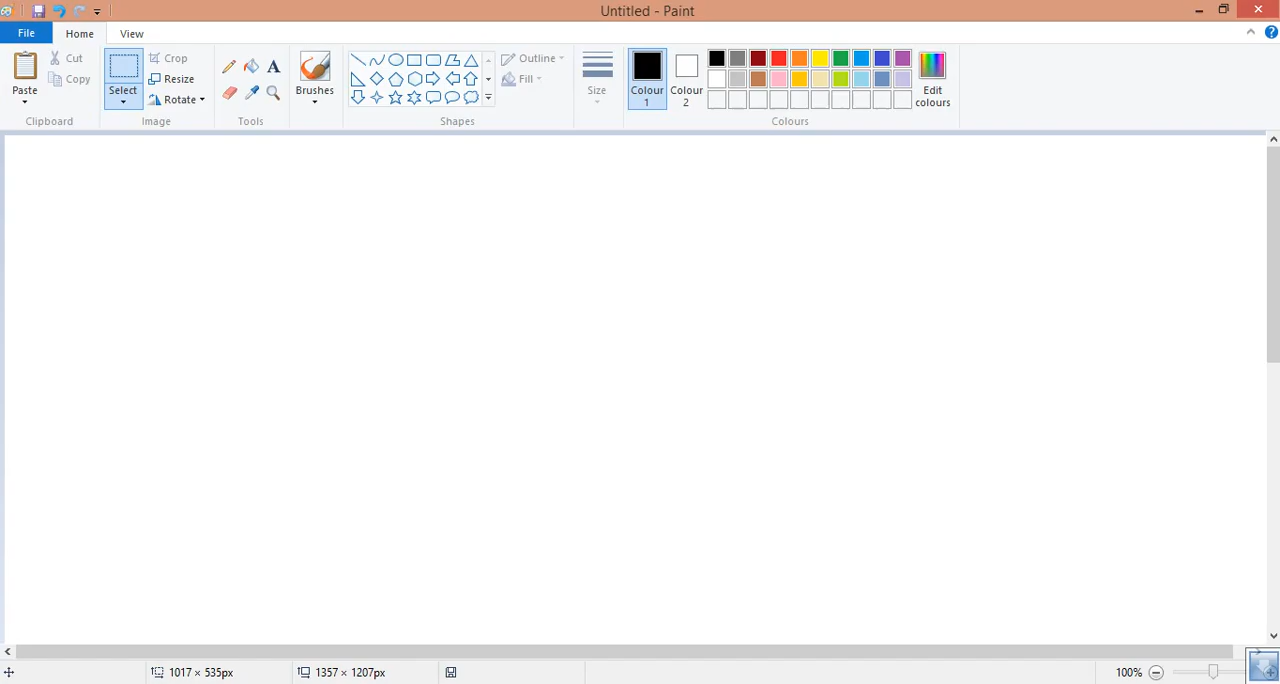 Untitled - Paint
File Home View
Paste
Cut
Copy
Clipboard
Select
Crop
Resize
Rotate
Image
A
Tools
Brushes
Shapes
Outline
Fill
Size
Colour 1
Colour 2
Edit colours
Colours
1017 × 535px
1357 × 1207px
100%